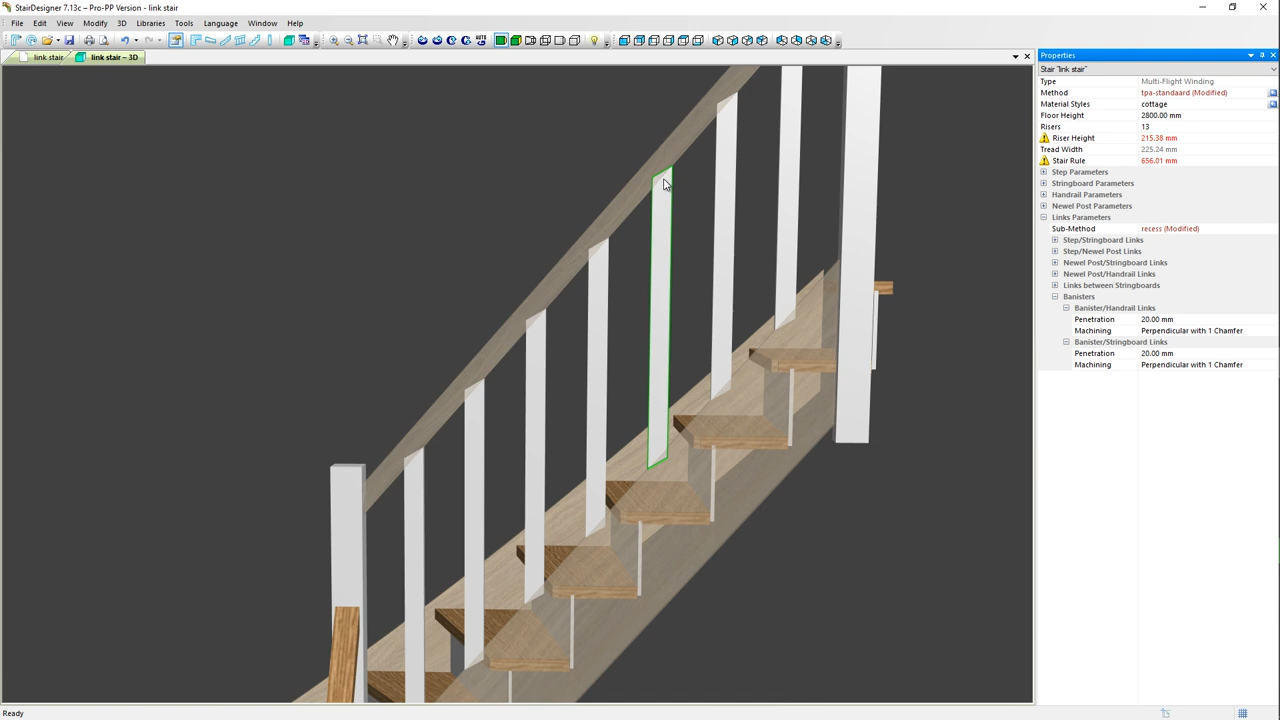 StairDesigner 7.13c - Pro-PP Version - link stair
File Edit View Modify 3D Libraries Tools Language Window Help
link stair link stair – 3D
Properties
Stair "link stair"
Type Multi-Flight Winding
Method tpa-standaard (Modified)
Material Styles cottage
Floor Height 2800.00 mm
Risers 13
Riser Height 215.38 mm
Tread Width 225.24 mm
Stair Rule 656.01 mm
Step Parameters
Stringboard Parameters
Handrail Parameters
Newel Post Parameters
Links Parameters
Sub-Method recess (Modified)
Step/Stringboard Links
Step/Newel Post Links
Newel Post/Stringboard Links
Newel Post/Handrail Links
Links between Stringboards
Banisters
Banister/Handrail Links
Penetration 20.00 mm
Machining Perpendicular with 1 Chamfer
Banister/Stringboard Links
Penetration 20.00 mm
Machining Perpendicular with 1 Chamfer
Ready